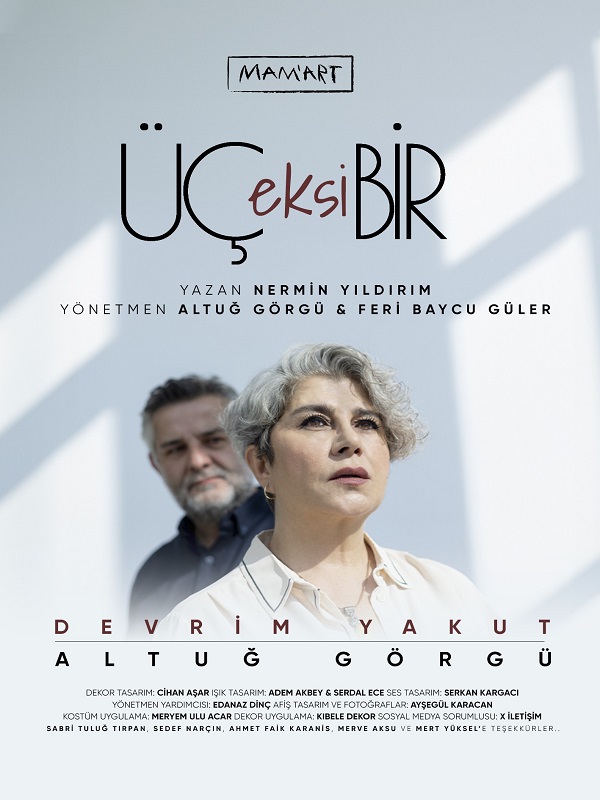 MAM'ART
ÜÇ eksi BİR
YAZAN NERMİN YILDIRIM
YÖNETMEN ALTUĞ GÖRGÜ & FERİ BAYCU GÜLER
DEVRİM YAKUT
ALTUĞ GÖRGÜ
DEKOR TASARIM: CİHAN AŞAR IŞIK TASARIM: ADEM AKBEY & SERDAL ECE SES TASARIM: SERKAN KARGACI
YÖNETMEN YARDIMCISI: EDANAZ DİNÇ AFİŞ TASARIM VE FOTOĞRAFLAR: AYŞEGÜL KARACAN
KOSTÜM UYGULAMA: MERYEM ULU ACAR DEKOR UYGULAMA: KIBELE DEKOR SOSYAL MEDYA SORUMLUSU: X İLETİŞİM
SABRİ TULUĞ TIRPAN, SEDEF NARÇIN, AHMET FAİK KARANİS, MERVE AKSU VE MERT YÜKSEL'E TEŞEKKÜRLER..